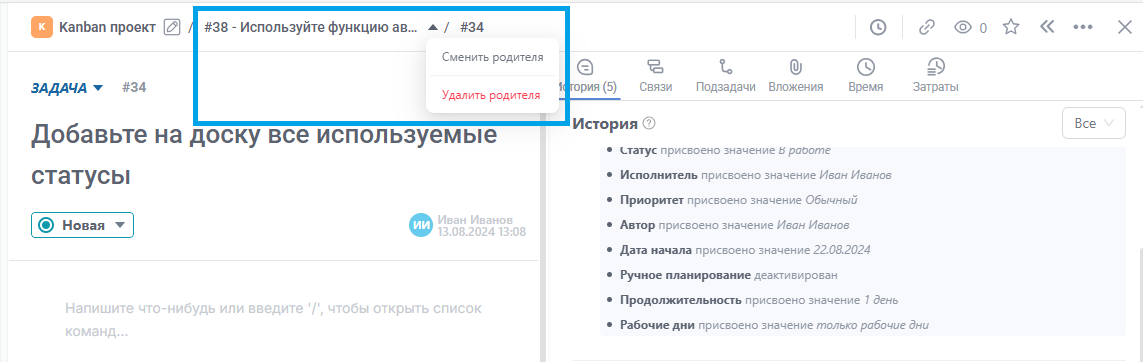 K Kanban проект / #38 - Используйте функцию ав... / #34
0
Сменить родителя
Удалить родителя
ЗАДАЧА #34
История (5) Связи Подзадачи Вложения Время Затраты
Добавьте на доску все используемые
статусы
Новая
ИИ Иван Иванов
13.08.2024 13:08
Напишите что-нибудь или введите '/', чтобы открыть список
команд...
История ? Все
• Статус присвоено значение В работе
• Исполнитель присвоено значение Иван Иванов
• Приоритет присвоено значение Обычный
• Автор присвоено значение Иван Иванов
• Дата начала присвоено значение 22.08.2024
• Ручное планирование деактивирован
• Продолжительность присвоено значение 1 день
• Рабочие дни присвоено значение только рабочие дни